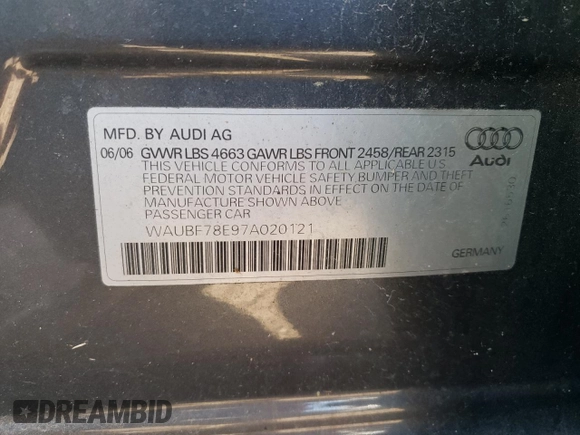 MFD. BY AUDI AG
06/06 GVWR LBS 4663 GAWR LBS FRONT 2458/REAR 2315
THIS VEHICLE CONFORMS TO ALL APPLICABLE U.S.
FEDERAL MOTOR VEHICLE SAFETY BUMPER AND THEFT
PREVENTION STANDARDS IN EFFECT ON THE DATE OF
MANUFACTURE SHOWN ABOVE
PASSENGER CAR
WAUBF78E97A020121
Audi
GERMANY
DREAMBID